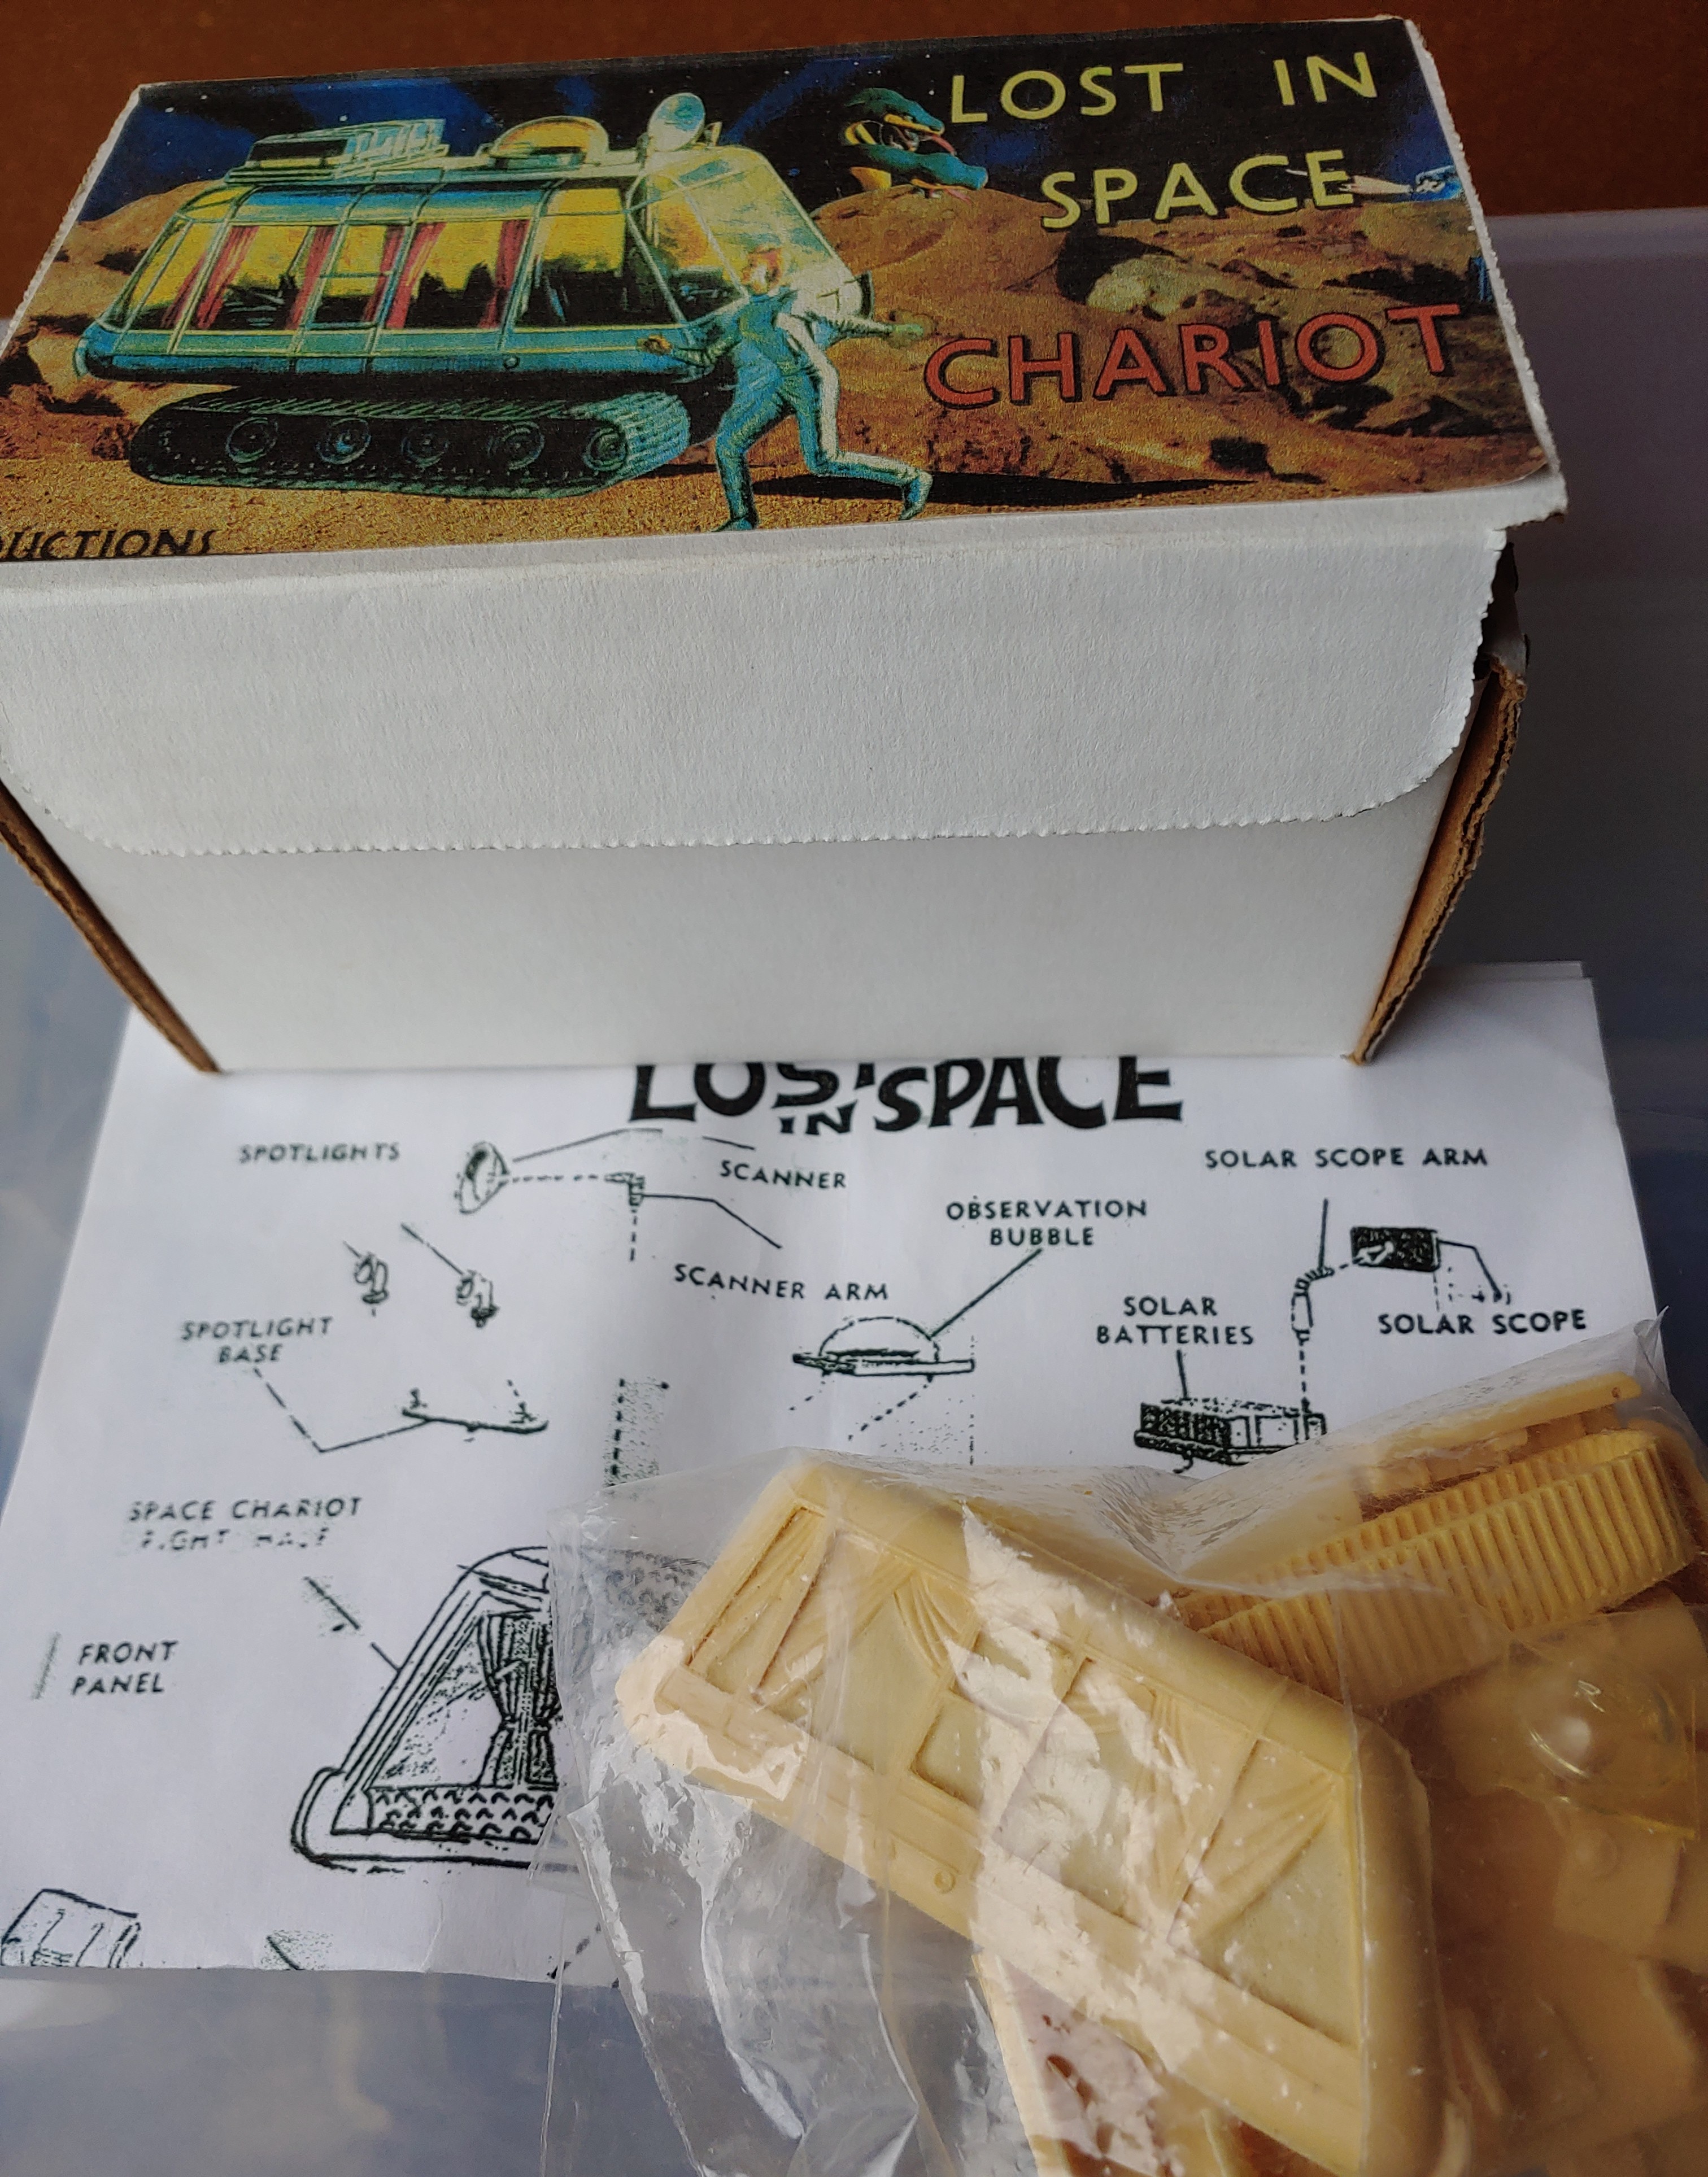 LOST IN
SPACE
CHARIOT
LOST IN SPACE
SPOTLIGHTS
SCANNER
SOLAR SCOPE ARM
OBSERVATION
BUBBLE
SCANNER ARM
SOLAR
BATTERIES
SOLAR SCOPE
SPOTLIGHT
BASE
SPACE CHARIOT
FRONT
PANEL